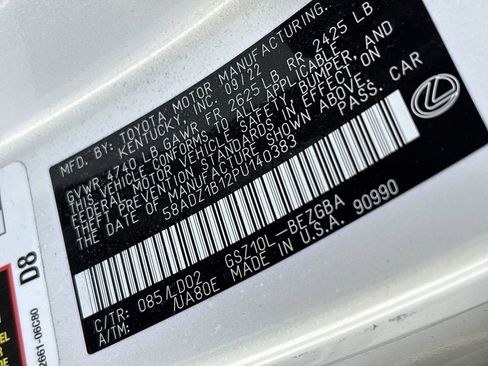 MFD. BY: TOYOTA MOTOR MANUFACTURING,
KENTUCKY, INC. 09/22
GVWR 4740 LB GAWR FR 2625 LB RR 2425 LB
THIS VEHICLE CONFORMS TO ALL APPLICABLE
FEDERAL MOTOR VEHICLE SAFETY BUMPER, AND
THEFT PREVENTION STANDARDS IN EFFECT ON
THE DATE OF MANUFACTURE SHOWN ABOVE.
58ADZ1B12PU140383 PASS. CAR
C/TR: 085/LD02 GSZ10L-BEZGBA
A/TM: /UA80E MADE IN U.S.A. 90990
D8
2661-06C80